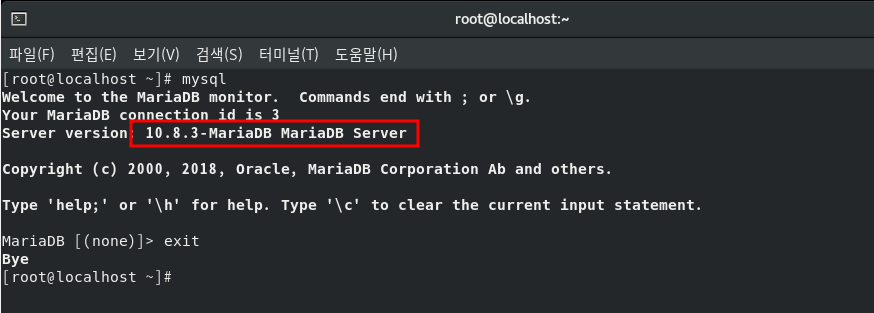 root@localhost:~
파일(F) 편집(E) 보기(V) 검색(S) 터미널(T) 도움말(H)
[root@localhost ~]# mysql
Welcome to the MariaDB monitor.  Commands end with ; or \g.
Your MariaDB connection id is 3
Server version: 10.8.3-MariaDB MariaDB Server
Copyright (c) 2000, 2018, Oracle, MariaDB Corporation Ab and others.
Type 'help;' or '\h' for help. Type '\c' to clear the current input statement.
MariaDB [(none)]> exit
Bye
[root@localhost ~]#